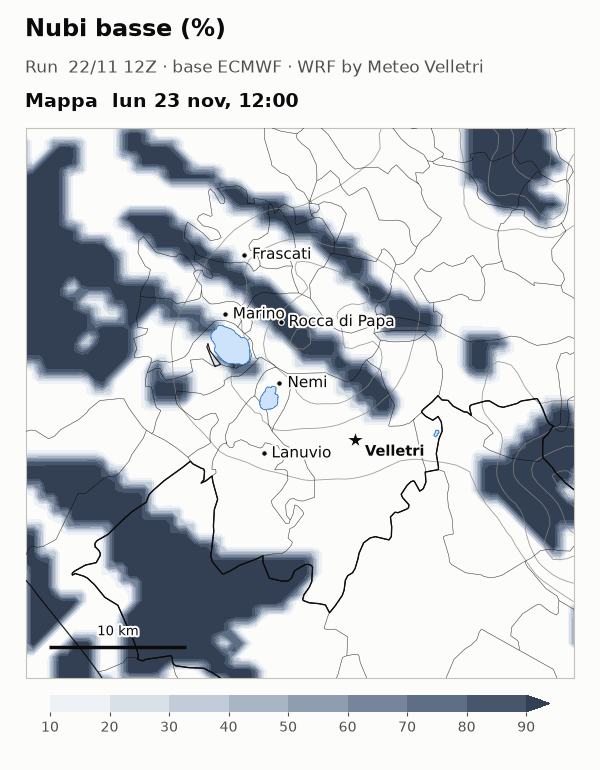 Nubi basse (%)
Run  22/11 12Z · base ECMWF · WRF by Meteo Velletri
Mappa  lun 23 nov, 12:00
Frascati
Marino
Rocca di Papa
Nemi
Velletri
Lanuvio
10 km
10 20 30 40 50 60 70 80 90